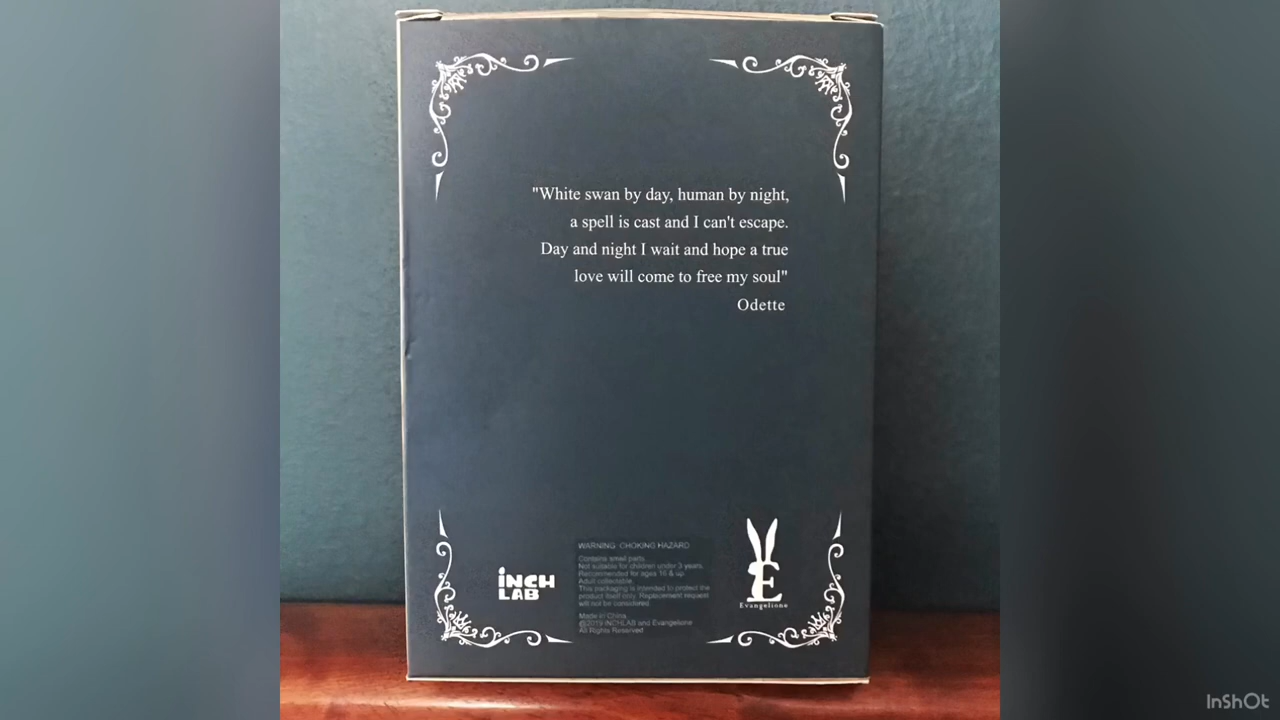 "White swan by day, human by night,
a spell is cast and I can't escape.
Day and night I wait and hope a true
love will come to free my soul"
Odette
INCH
LAB
WARNING: CHOKING HAZARD
Contains small parts.
Not suitable for children under 3 years.
Recommended for ages 16 & up.
Adult collectable.
This packaging is intended to protect the
product itself only. Replacement request
will not be considered.
Made in China.
@2019 INCHLAB and Evangelione
All Rights Reserved
E
Evangelione
InShOt